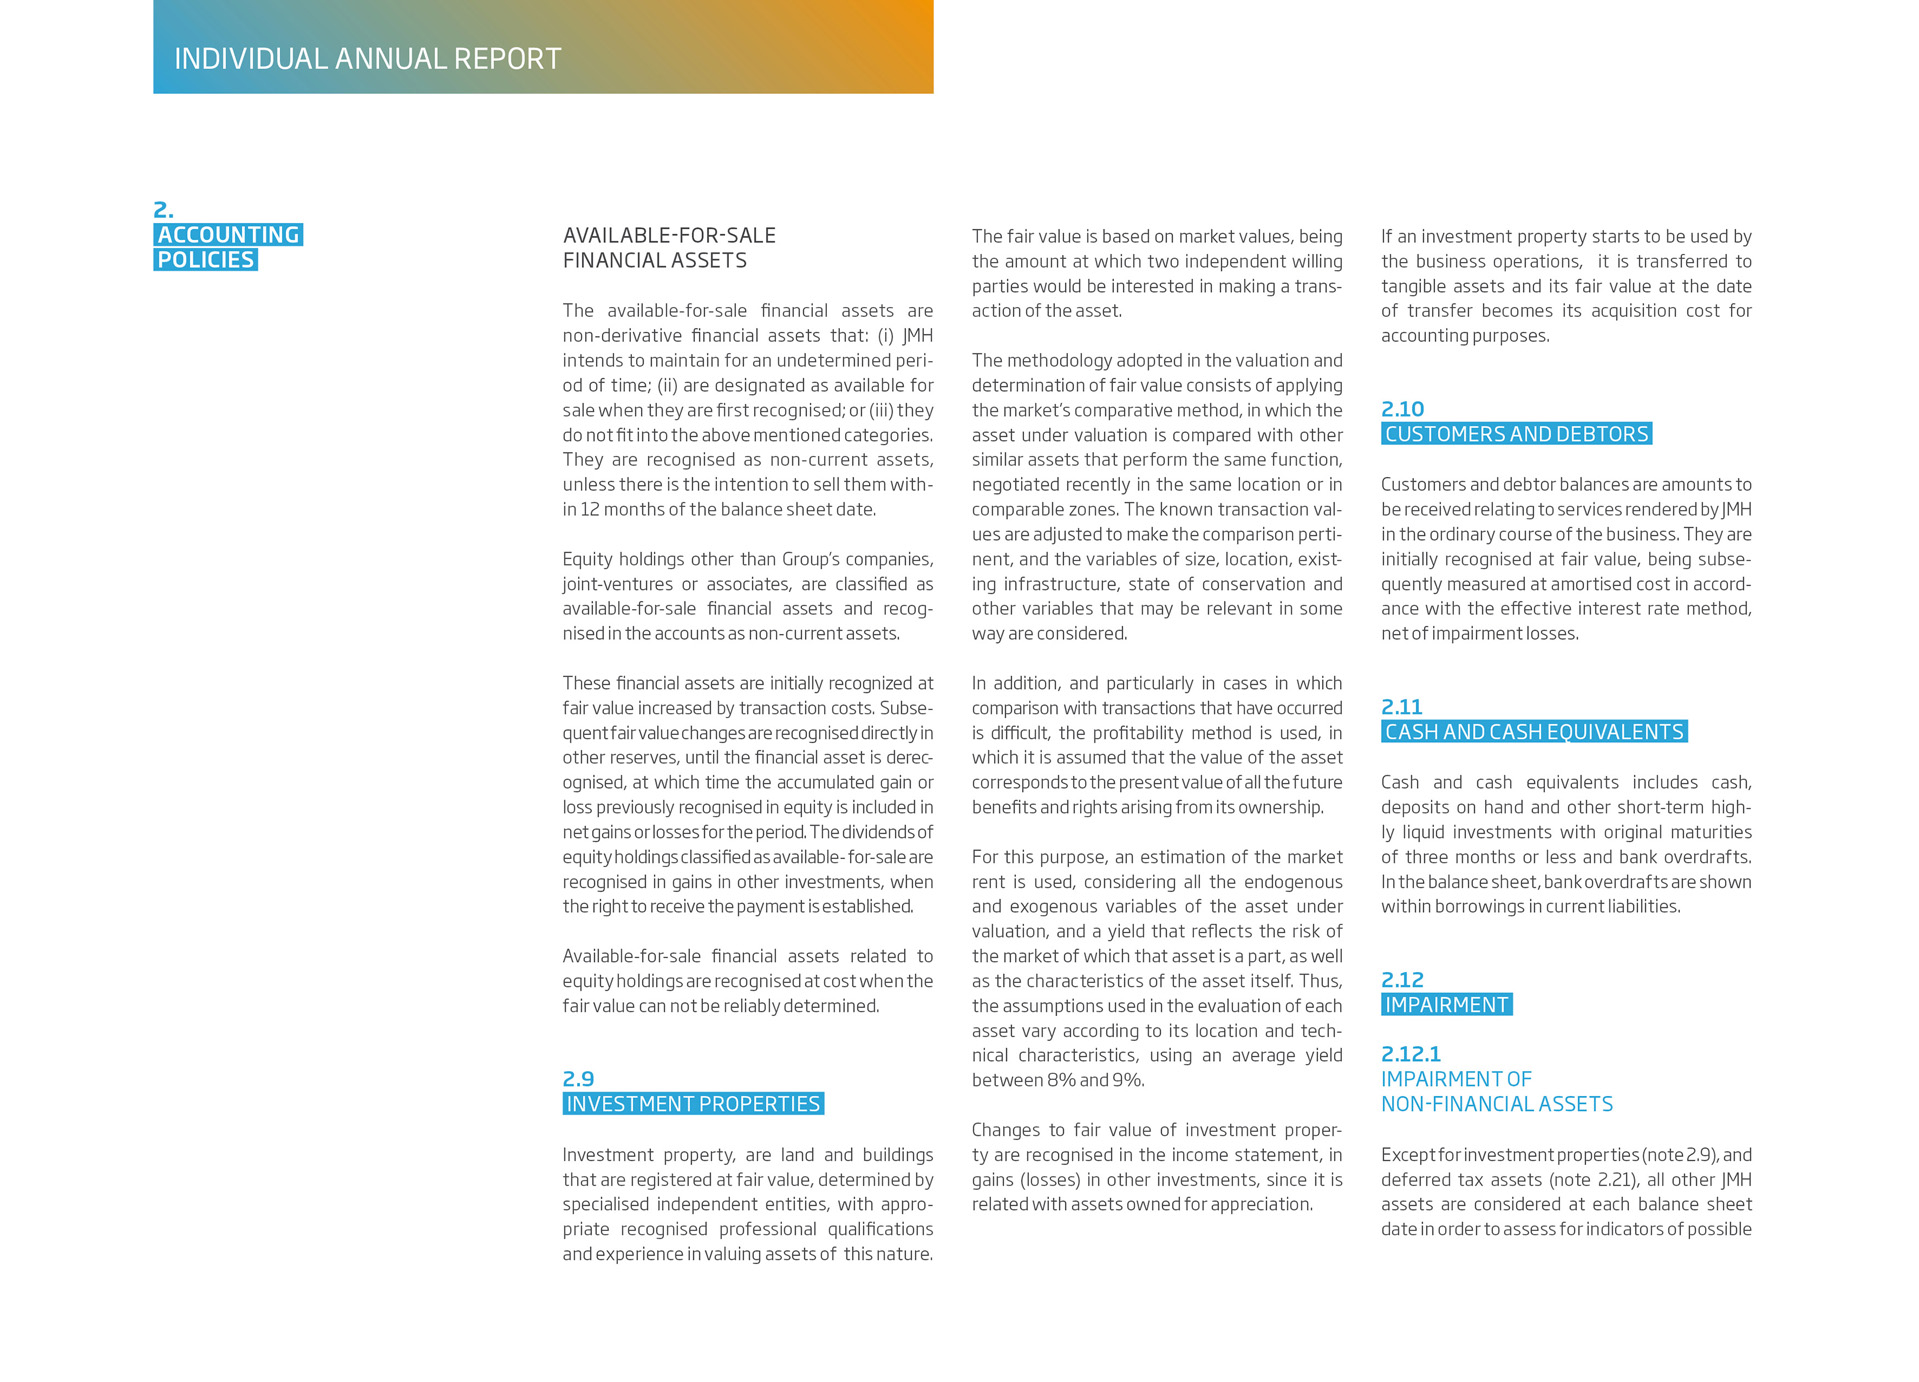 INDIVIDUAL ANNUAL REPORT
2.
ACCOUNTING
POLICIES
AVAILABLE-FOR-SALE
FINANCIAL ASSETS
The available-for-sale financial assets are
non-derivative financial assets that: (i) JMH
intends to maintain for an undetermined peri-
od of time; (ii) are designated as available for
sale when they are first recognised; or (iii) they
do not fit into the above mentioned categories.
They are recognised as non-current assets,
unless there is the intention to sell them with-
in 12 months of the balance sheet date.
Equity holdings other than Group's companies,
joint-ventures or associates, are classified as
available-for-sale financial assets and recog-
nised in the accounts as non-current assets.
These financial assets are initially recognized at
fair value increased by transaction costs. Subse-
quent fair value changes are recognised directly in
other reserves, until the financial asset is derec-
ognised, at which time the accumulated gain or
loss previously recognised in equity is included in
net gains or losses for the period. The dividends of
equity holdings classified as available- for-sale are
recognised in gains in other investments, when
the right to receive the payment is established.
Available-for-sale financial assets related to
equity holdings are recognised at cost when the
fair value can not be reliably determined.
2.9
INVESTMENT PROPERTIES
Investment property, are land and buildings
that are registered at fair value, determined by
specialised independent entities, with appro-
priate recognised professional qualifications
and experience in valuing assets of this nature.
The fair value is based on market values, being
the amount at which two independent willing
parties would be interested in making a trans-
action of the asset.
The methodology adopted in the valuation and
determination of fair value consists of applying
the market's comparative method, in which the
asset under valuation is compared with other
similar assets that perform the same function,
negotiated recently in the same location or in
comparable zones. The known transaction val-
ues are adjusted to make the comparison perti-
nent, and the variables of size, location, exist-
ing infrastructure, state of conservation and
other variables that may be relevant in some
way are considered.
In addition, and particularly in cases in which
comparison with transactions that have occurred
is difficult, the profitability method is used, in
which it is assumed that the value of the asset
corresponds to the present value of all the future
benefits and rights arising from its ownership.
For this purpose, an estimation of the market
rent is used, considering all the endogenous
and exogenous variables of the asset under
valuation, and a yield that reflects the risk of
the market of which that asset is a part, as well
as the characteristics of the asset itself. Thus,
the assumptions used in the evaluation of each
asset vary according to its location and tech-
nical characteristics, using an average yield
between 8% and 9%.
Changes to fair value of investment proper-
ty are recognised in the income statement, in
gains (losses) in other investments, since it is
related with assets owned for appreciation.
If an investment property starts to be used by
the business operations, it is transferred to
tangible assets and its fair value at the date
of transfer becomes its acquisition cost for
accounting purposes.
2.10
CUSTOMERS AND DEBTORS
Customers and debtor balances are amounts to
be received relating to services rendered by JMH
in the ordinary course of the business. They are
initially recognised at fair value, being subse-
quently measured at amortised cost in accord-
ance with the effective interest rate method,
net of impairment losses.
2.11
CASH AND CASH EQUIVALENTS
Cash and cash equivalents includes cash,
deposits on hand and other short-term high-
ly liquid investments with original maturities
of three months or less and bank overdrafts.
In the balance sheet, bank overdrafts are shown
within borrowings in current liabilities.
2.12
IMPAIRMENT
2.12.1
IMPAIRMENT OF
NON-FINANCIAL ASSETS
Except for investment properties (note 2.9), and
deferred tax assets (note 2.21), all other JMH
assets are considered at each balance sheet
date in order to assess for indicators of possible